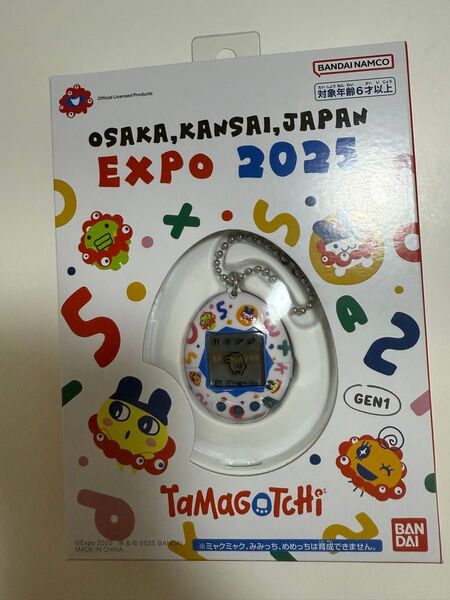 Official Licensed Products
BANDAI NAMCO
対象年齢6才以上
OSAKA,KANSAI,JAPAN
EXPO 2025
GEN1
TaMaGOTCHi
©Expo 2025
BANDAI
MADE IN CHINA
※ミャクミャク、みみっち、めめっちは育成できません。
BAN
DAI